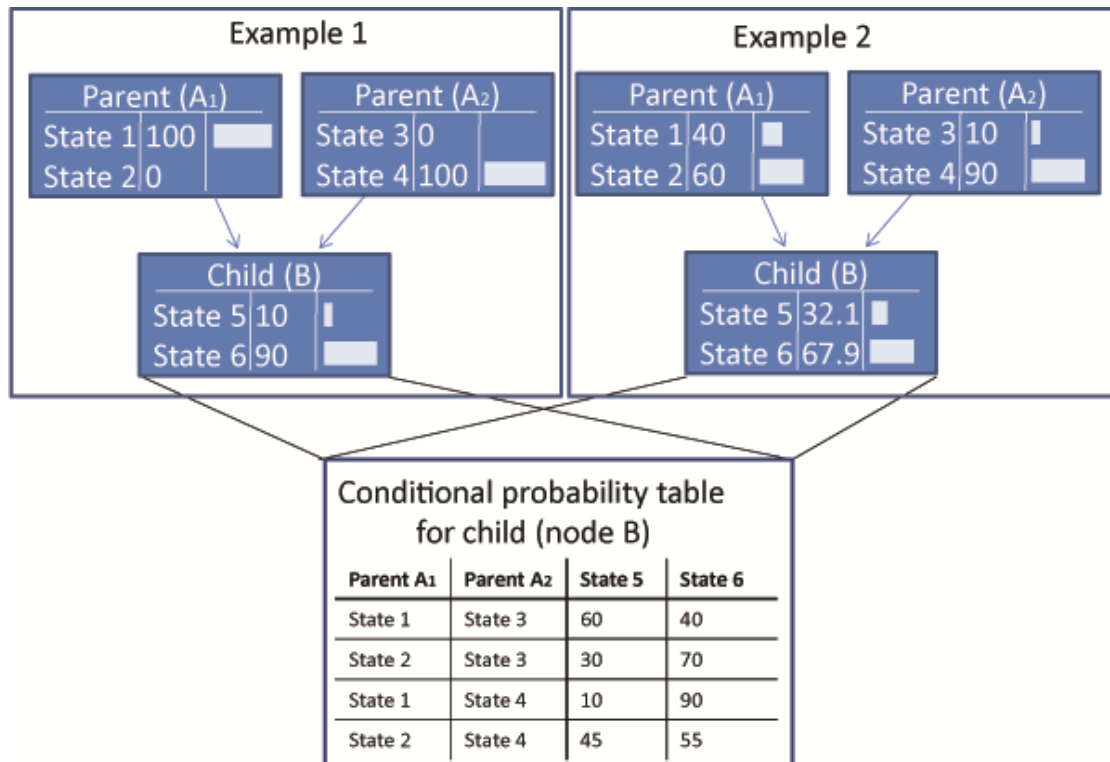 Example 1
Parent (A1)
State 1 100
State 2 0
Parent (A2)
State 3 0
State 4 100
Child (B)
State 5 10
State 6 90
Example 2
Parent (A1)
State 1 40
State 2 60
Parent (A2)
State 3 10
State 4 90
Child (B)
State 5 32.1
State 6 67.9
Conditional probability table
for child (node B)
Parent A1 Parent A2 State 5 State 6
State 1 State 3 60 40
State 2 State 3 30 70
State 1 State 4 10 90
State 2 State 4 45 55